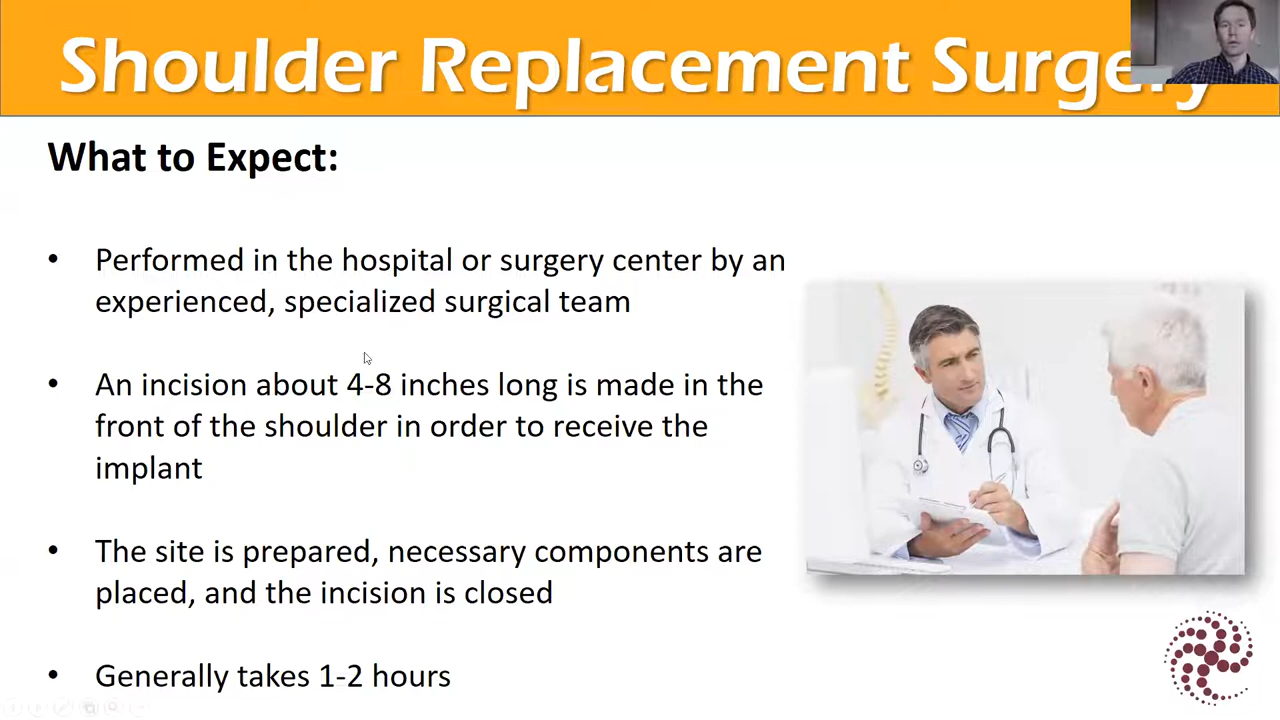 Shoulder Replacement Surgery
What to Expect:
• Performed in the hospital or surgery center by an
experienced, specialized surgical team
• An incision about 4-8 inches long is made in the
front of the shoulder in order to receive the
implant
• The site is prepared, necessary components are
placed, and the incision is closed
• Generally takes 1-2 hours